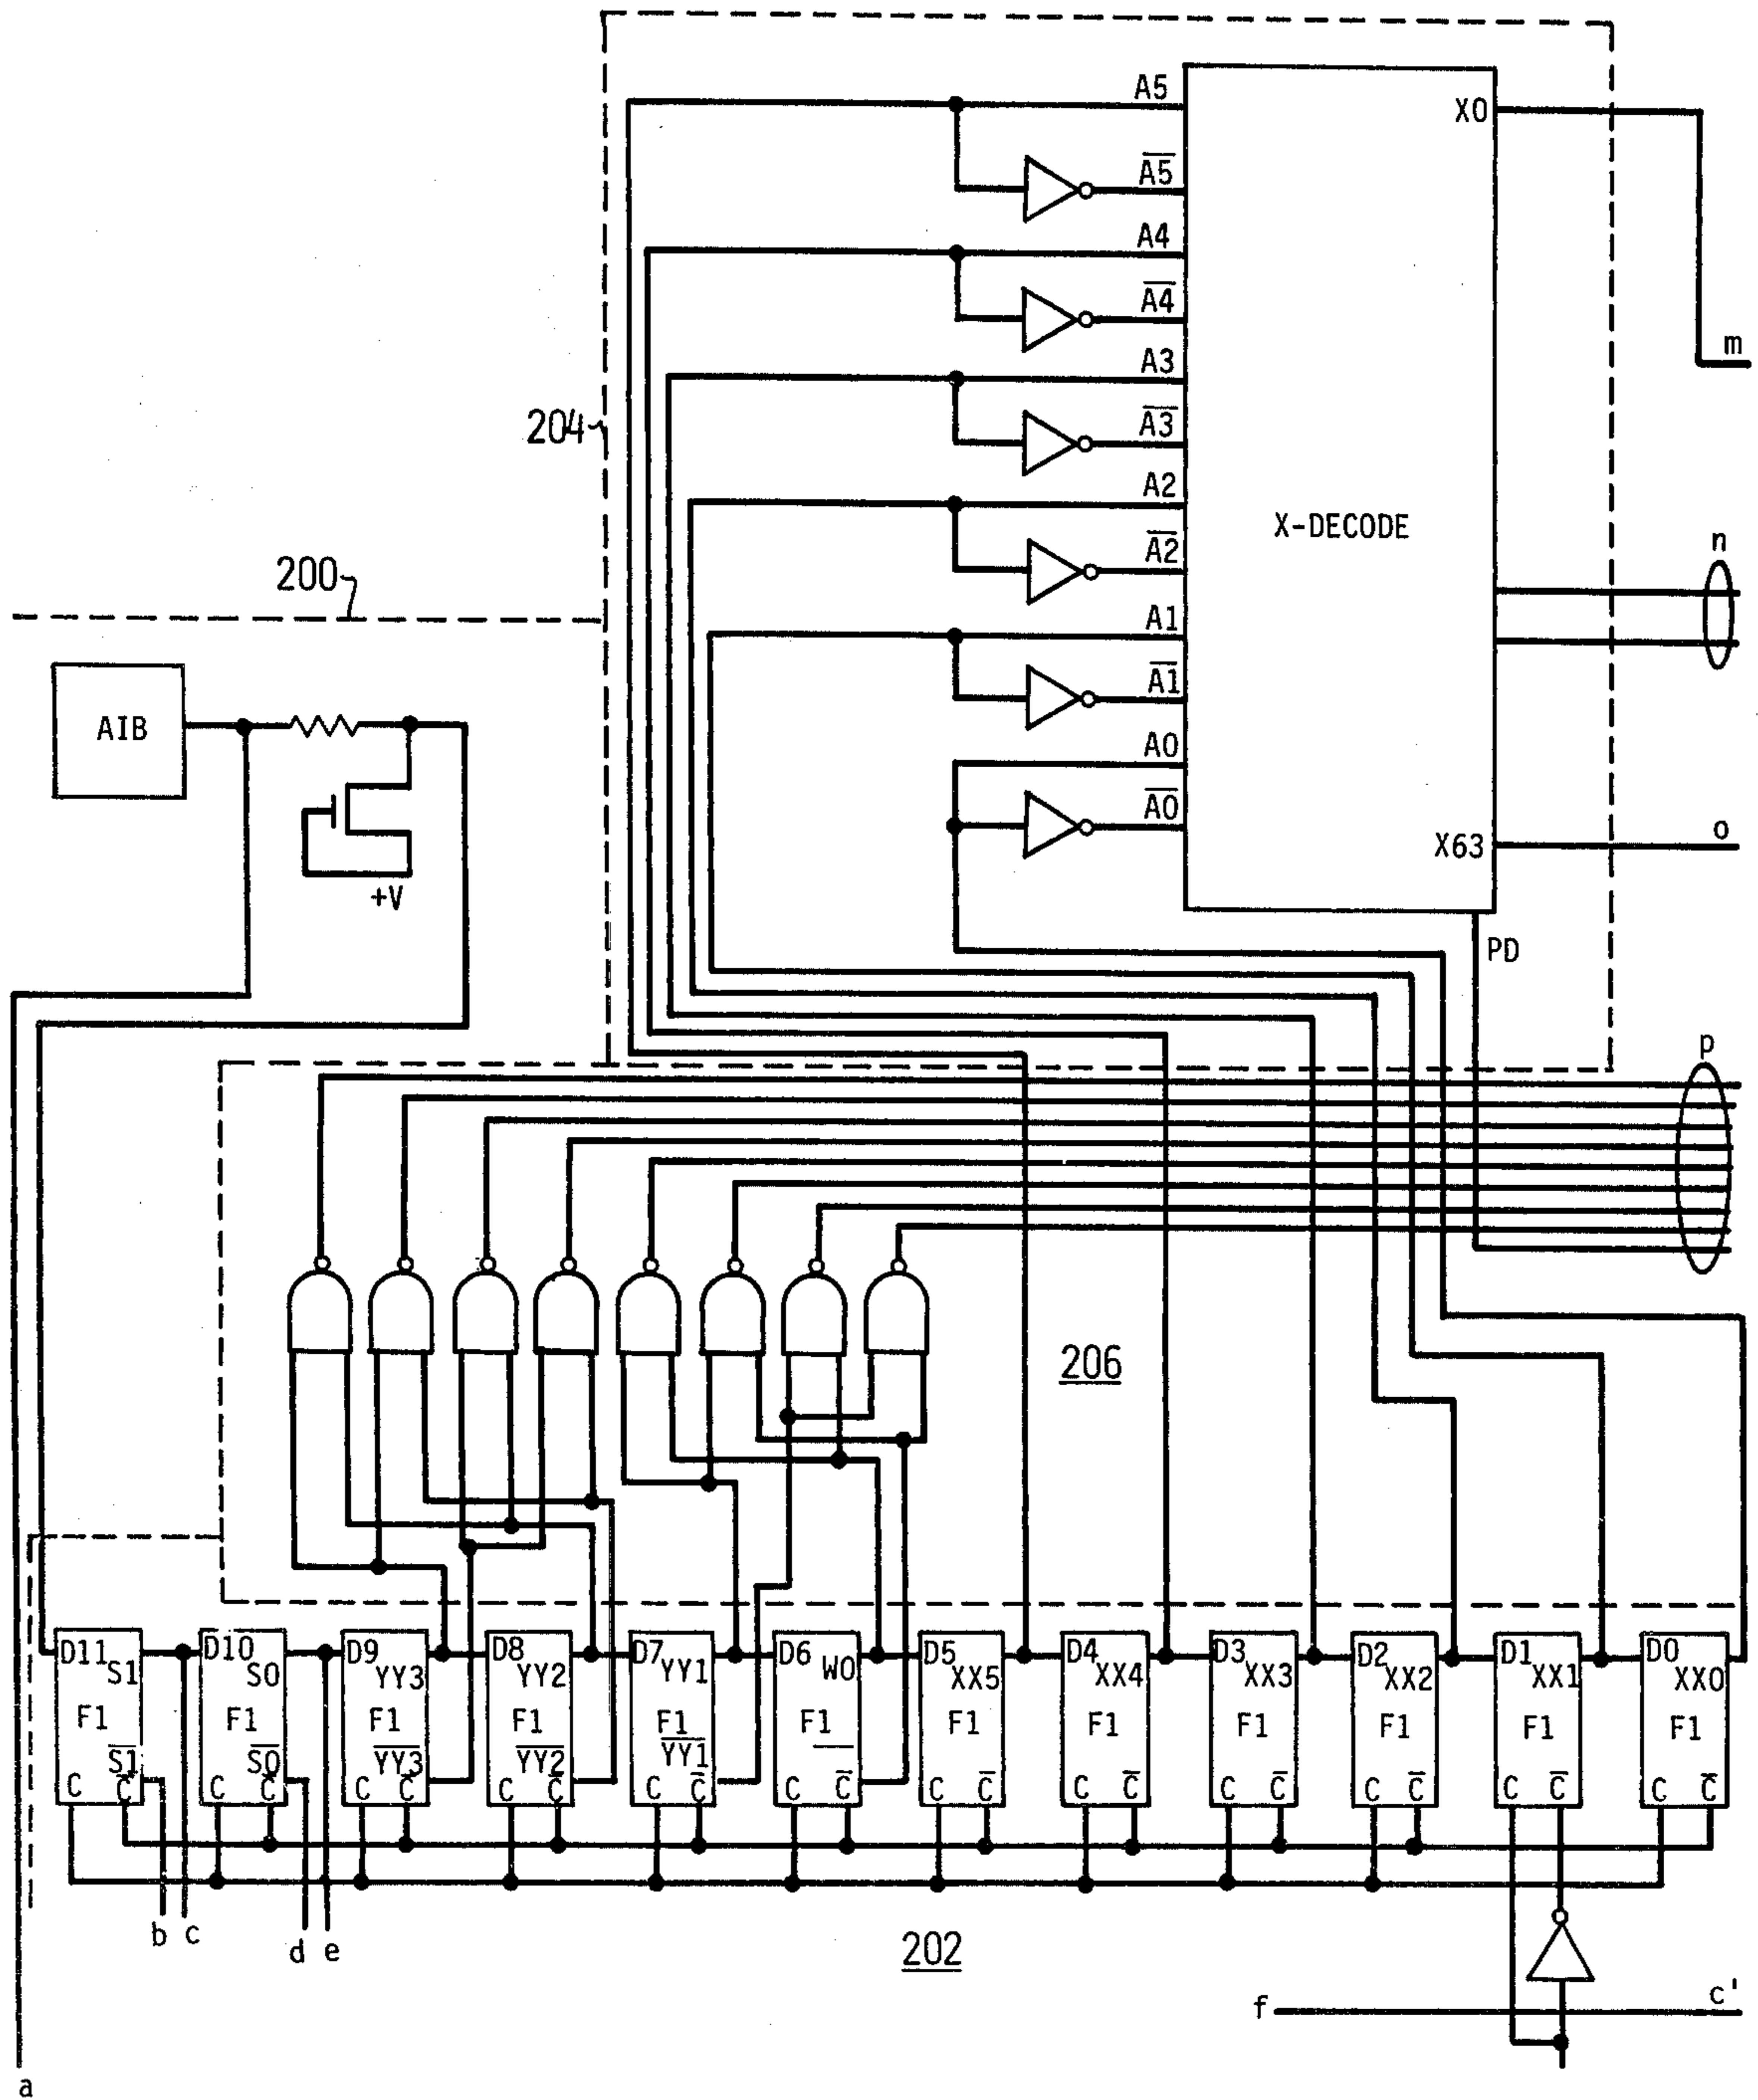 A5
X0
A5
A4
A4
m
A3
A3
204
A2
X-DECODE
n
A2
200
A1
A1
AIB
A0
A0
X63
o
+V
PD
p
206
D11 D10 D9 D8 D7 D6 D5 D4 D3 D2 D1 D0
S1 S0 YY3 YY2 YY1 W0 XX5 XX4 XX3 XX2 XX1 XX0
F1 F1 F1 F1 F1 F1 F1 F1 F1 F1 F1 F1
S1 S0 YY3 YY2 YY1
C C C C C C C C C C C C C C C C C C C C C C C C
b c d e
202
f c'
a